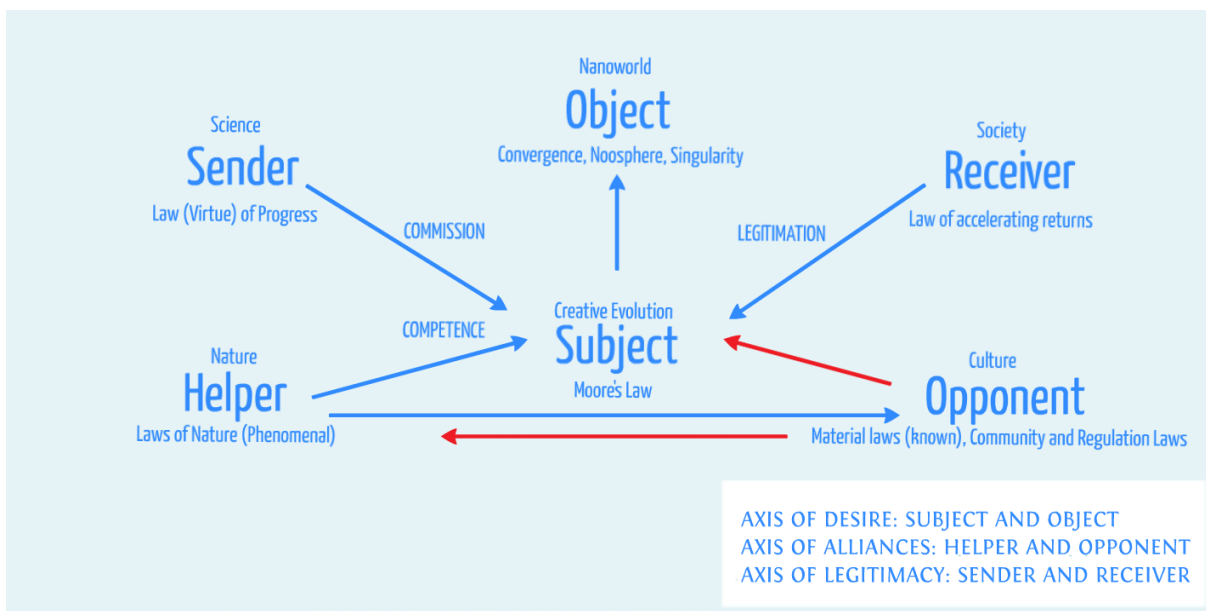 Nanoworld
Object
Convergence, Noosphere, Singularity
Science
Sender
Law (Virtue) of Progress
Society
Receiver
Law of accelerating returns
COMMISSION
LEGITIMATION
COMPETENCE
Creative Evolution
Subject
Moore's Law
Nature
Helper
Laws of Nature (Phenomenal)
Culture
Opponent
Material laws (known), Community and Regulation Laws
AXIS OF DESIRE: SUBJECT AND OBJECT
AXIS OF ALLIANCES: HELPER AND OPPONENT
AXIS OF LEGITIMACY: SENDER AND RECEIVER